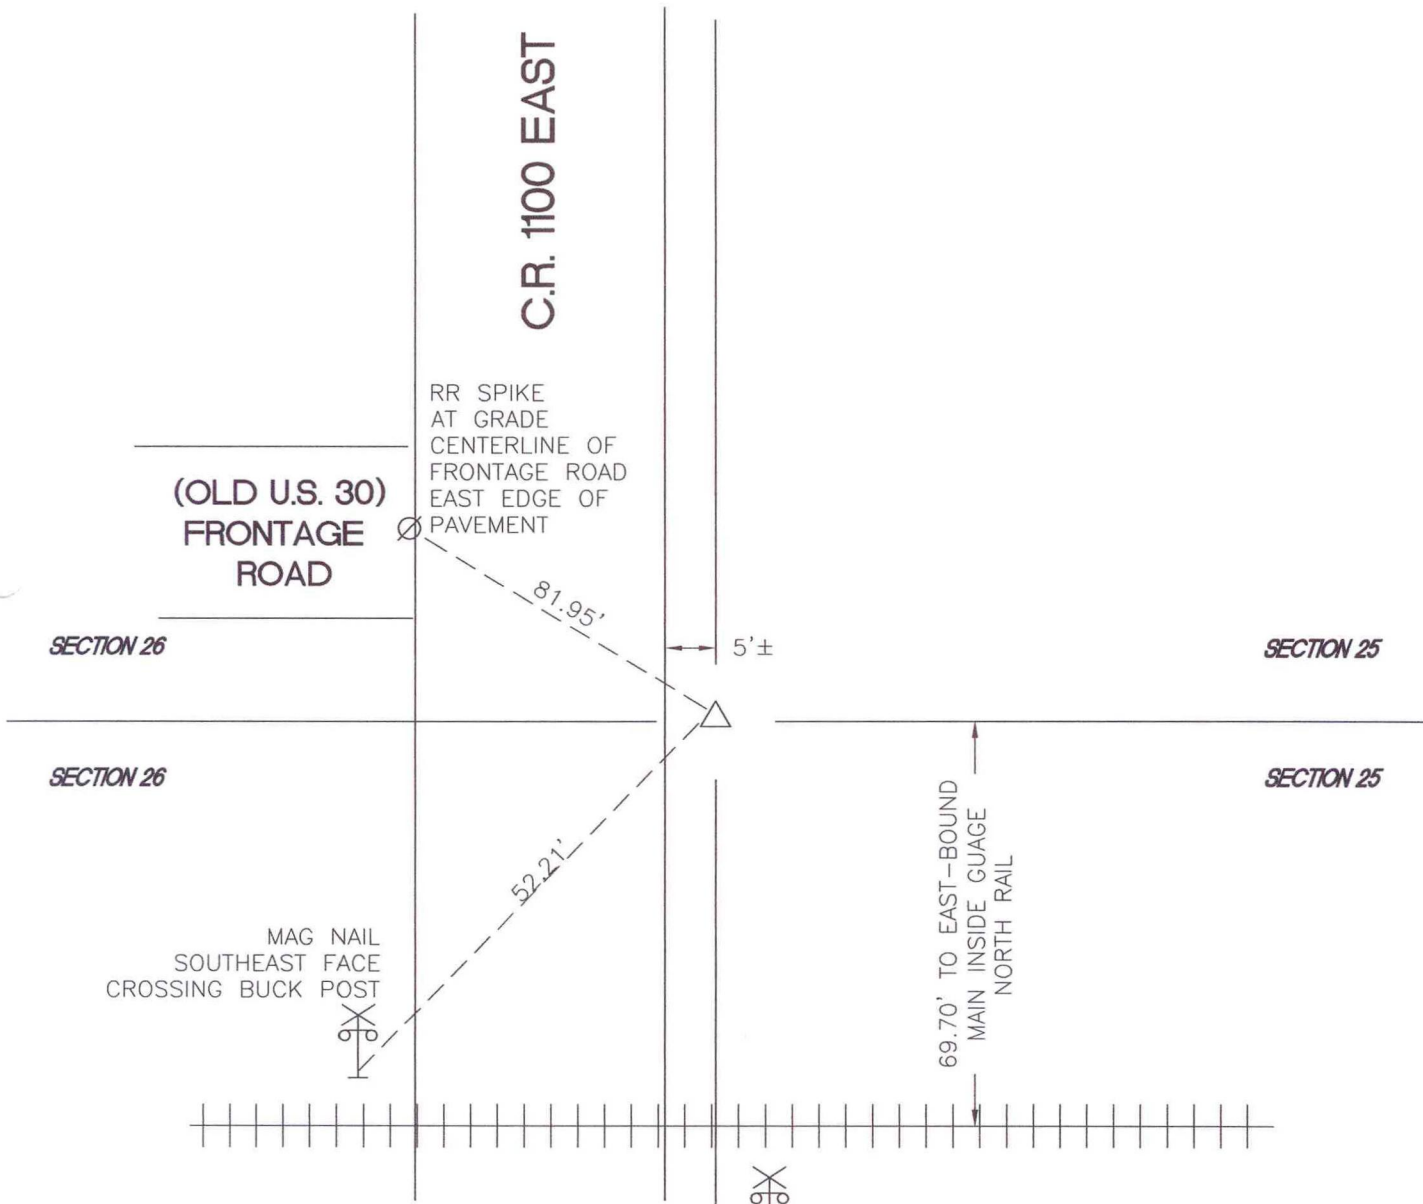 C.R. 1100 EAST
RR SPIKE
AT GRADE
CENTERLINE OF
FRONTAGE ROAD
EAST EDGE OF
PAVEMENT
(OLD U.S. 30)
FRONTAGE
ROAD
81.95'
SECTION 26
5'±
SECTION 25
SECTION 26
SECTION 25
52.21'
69.70' TO EAST-BOUND
MAIN INSIDE GUAGE
NORTH RAIL
MAG NAIL
SOUTHEAST FACE
CROSSING BUCK POST